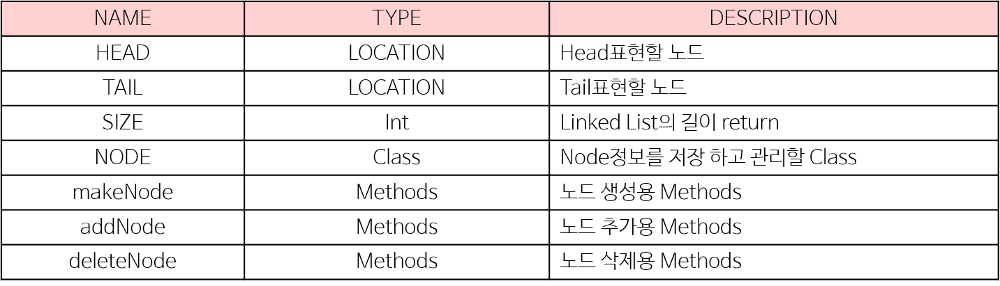 NAME TYPE DESCRIPTION
HEAD LOCATION Head표현할 노드
TAIL LOCATION Tail표현할 노드
SIZE Int Linked List의 길이 return
NODE Class Node정보를 저장 하고 관리할 Class
makeNode Methods 노드 생성용 Methods
addNode Methods 노드 추가용 Methods
deleteNode Methods 노드 삭제용 Methods